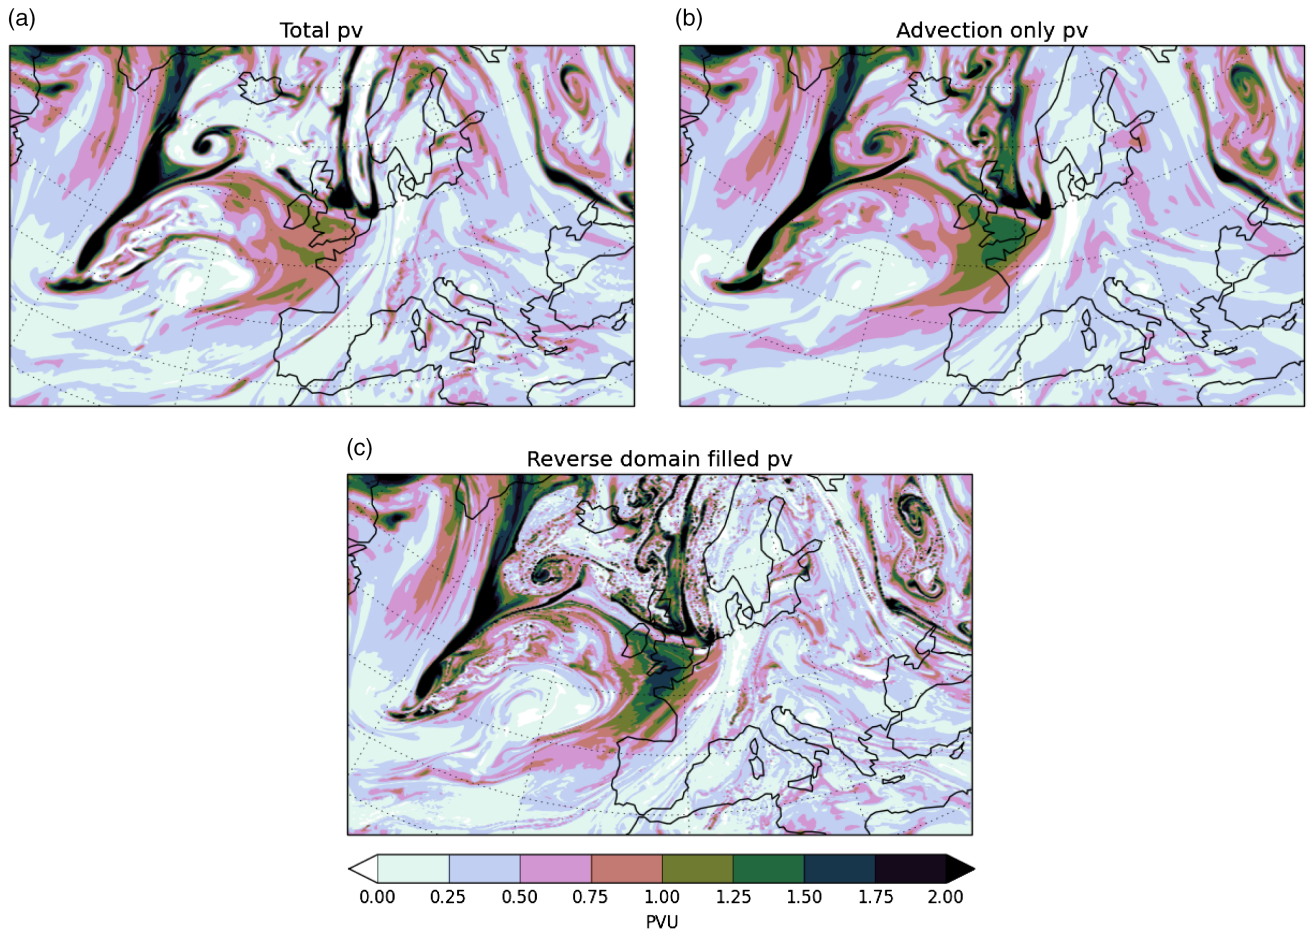 (a)
Total pv
(b)
Advection only pv
(c)
Reverse domain filled pv
0.00 0.25 0.50 0.75 1.00 1.25 1.50 1.75 2.00
PVU